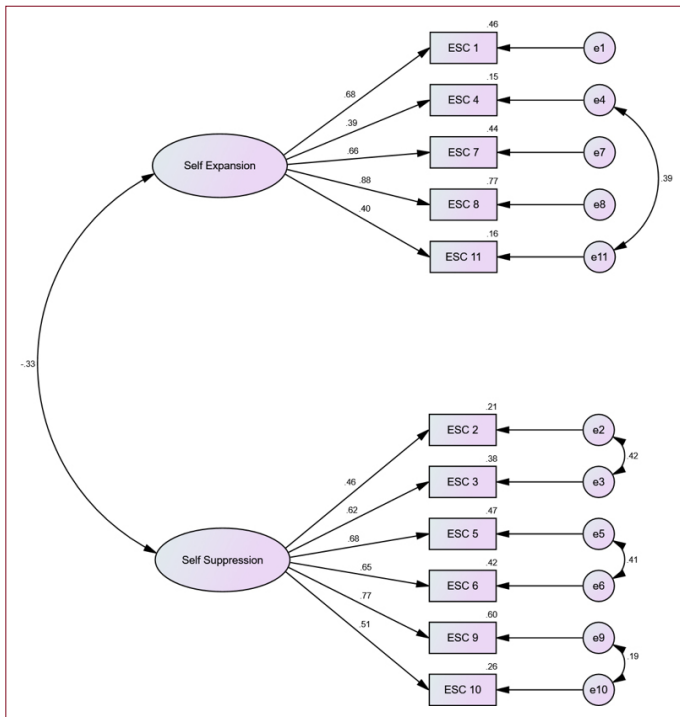 .46
ESC 1
e1
.68
.15
ESC 4
e4
.39
.44
ESC 7
e7
.66
Self Expansion
.39
.77
ESC 8
e8
.88
.40
.16
ESC 11
e11
-.33
.21
ESC 2
e2
.42
.46
.38
ESC 3
e3
.62
.47
ESC 5
e5
.68
Self Suppression
.41
.42
ESC 6
e6
.65
.60
ESC 9
e9
.77
.19
.51
.26
ESC 10
e10